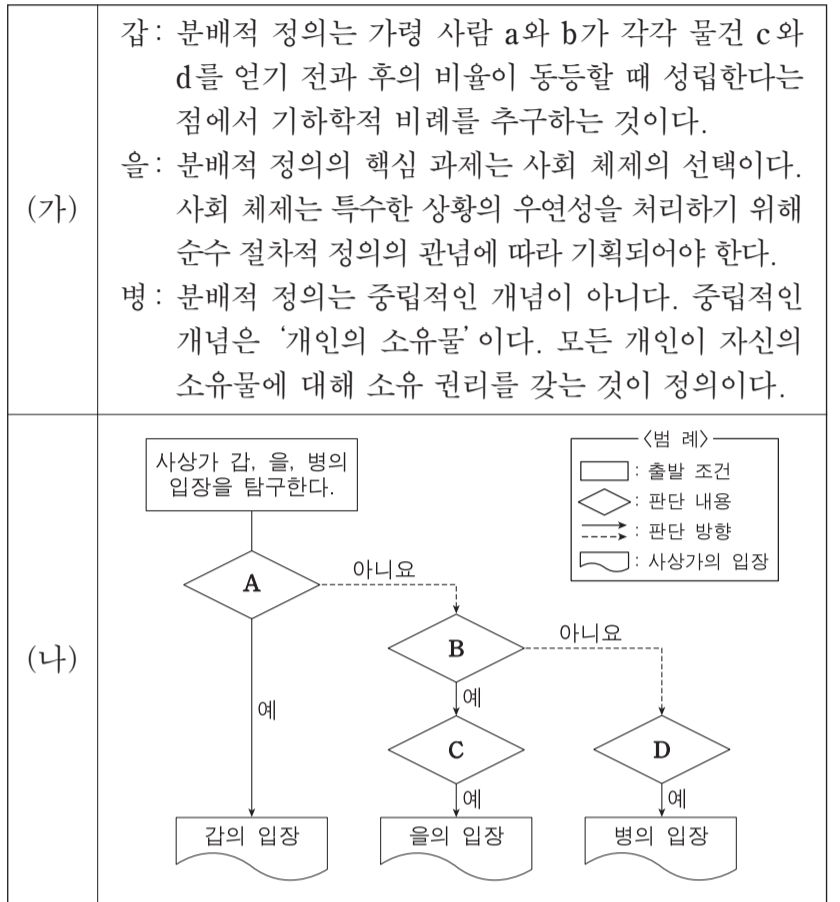 (가)
갑: 분배적 정의는 가령 사람 a와 b가 각각 물건 c와
d를 얻기 전과 후의 비율이 동등할 때 성립한다는
점에서 기하학적 비례를 추구하는 것이다.
을: 분배적 정의의 핵심 과제는 사회 체제의 선택이다.
사회 체제는 특수한 상황의 우연성을 처리하기 위해
순수 절차적 정의의 관념에 따라 기획되어야 한다.
병: 분배적 정의는 중립적인 개념이 아니다. 중립적인
개념은 ‘개인의 소유물’이다. 모든 개인이 자신의
소유물에 대해 소유 권리를 갖는 것이 정의이다.
(나)
사상가 갑, 을, 병의
입장을 탐구한다.
〈범 례〉
: 출발 조건
: 판단 내용
: 판단 방향
: 사상가의 입장
A
아니요
B
아니요
예
예
C
D
예
예
갑의 입장
을의 입장
병의 입장